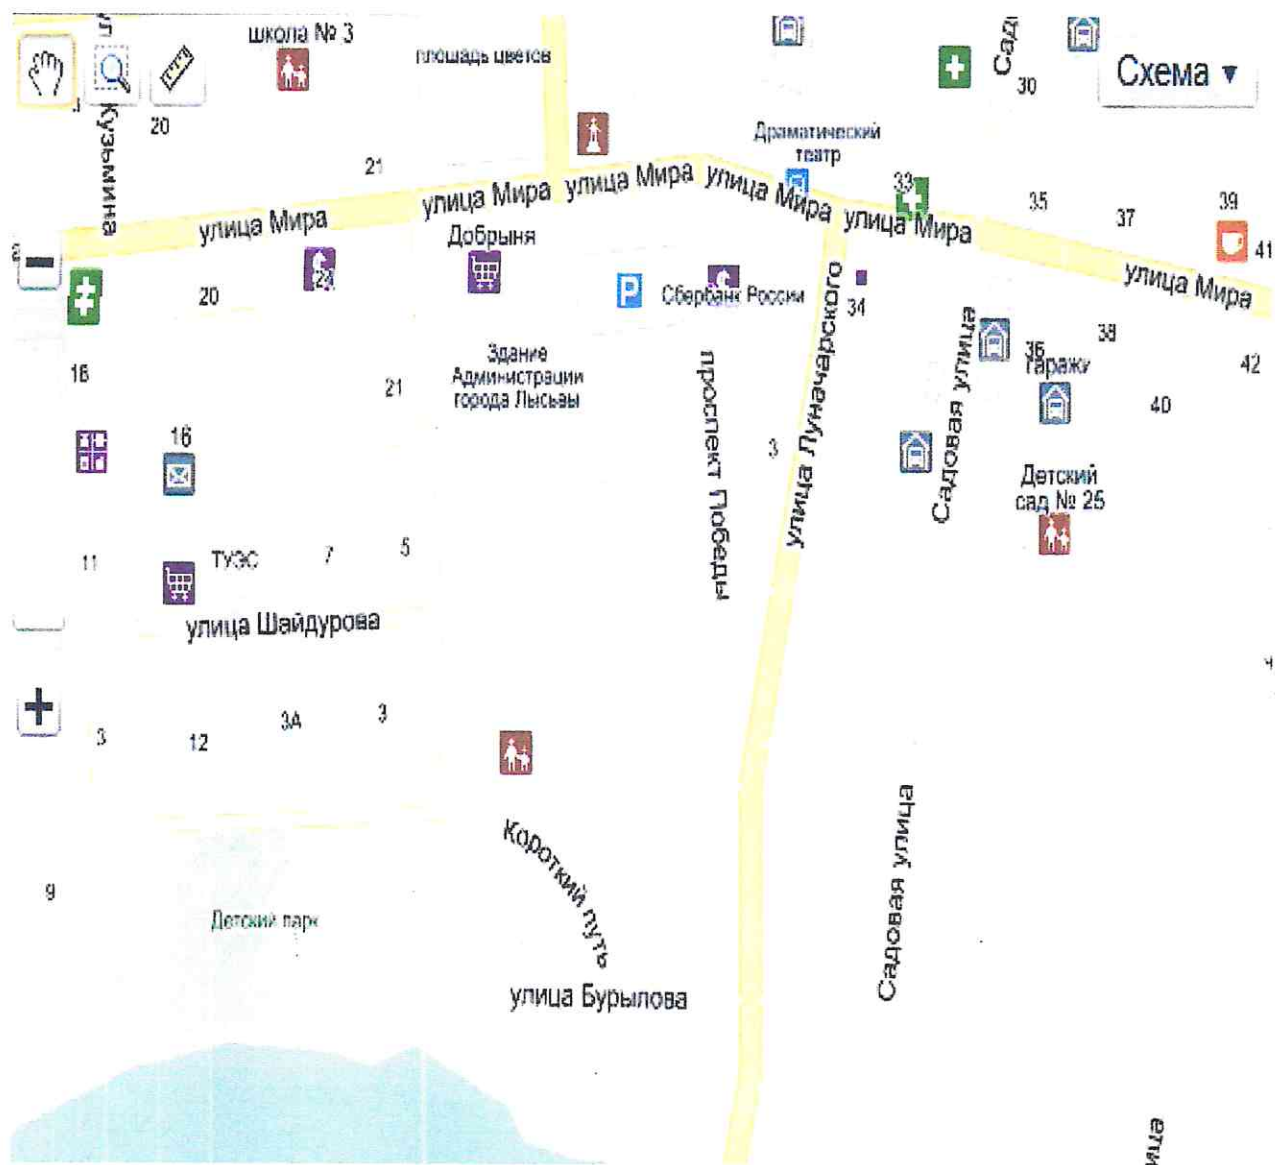 школа № 3
площадь цветов
Схема ▼
Кузьмина
20
30
21
Драматический
театр
33
35
37
39
41
улица Мира
улица Мира
улица Мира
улица Мира
улица Мира
улица Мира
Добрыня
20
24
P
Сбербанк России
34
36
38
42
гаражи
40
16
21
Здание
Администрации
города Лысьвы
проспект Победы
улица Луначарского
Садовая улица
3
16
Детский
сад № 25
11
ТУЭС
7
5
улица Шайдурова
3
12
3А
3
Короткий путь
Садовая улица
9
Детский парк
улица Бурылова